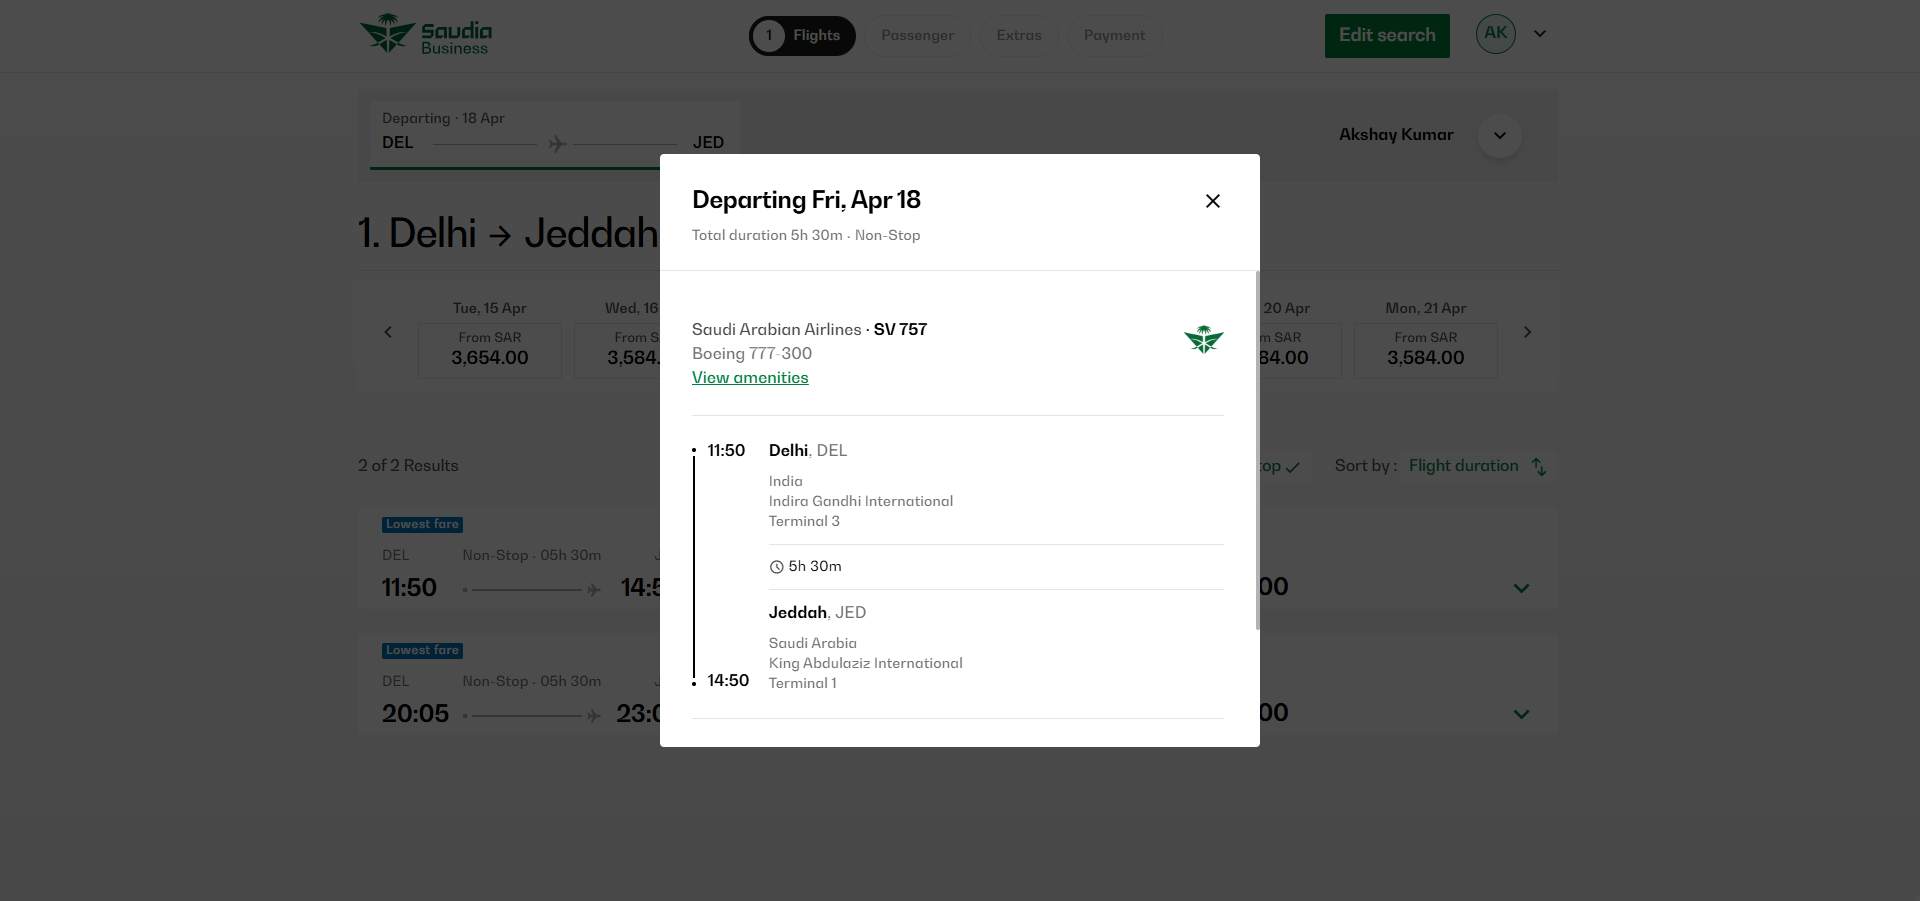 Saudia
Business
1 Flights
Passenger
Extras
Payment
Edit search
AK
Departing · 18 Apr
DEL
JED
Akshay Kumar
1. Delhi → Jeddah
Departing Fri, Apr 18
Total duration 5h 30m · Non-Stop
Tue, 15 Apr
From SAR
3,654.00
Wed, 16
From S
3,584.
20 Apr
m SAR
84.00
Mon, 21 Apr
From SAR
3,584.00
Saudi Arabian Airlines · SV 757
Boeing 777-300
View amenities
11:50 Delhi, DEL
India
Indira Gandhi International
Terminal 3
5h 30m
Jeddah, JED
Saudi Arabia
King Abdulaziz International
14:50 Terminal 1
2 of 2 Results
op
Sort by : Flight duration
Lowest fare
DEL Non-Stop · 05h 30m
11:50 14:5
00
Lowest fare
DEL Non-Stop · 05h 30m
20:05 23:0
00